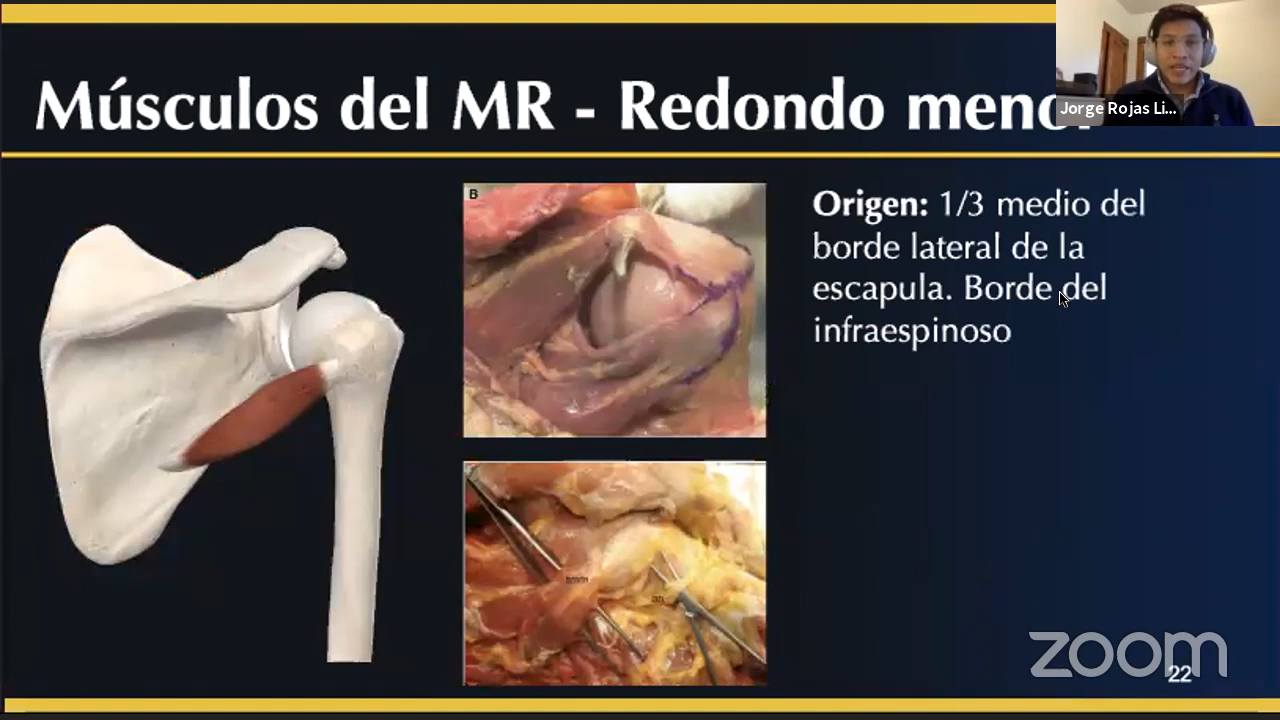 Músculos del MR - Redondo menor
Jorge Rojas Li...
B
Origen: 1/3 medio del
borde lateral de la
escapula. Borde del
infraespinoso
zoom
22